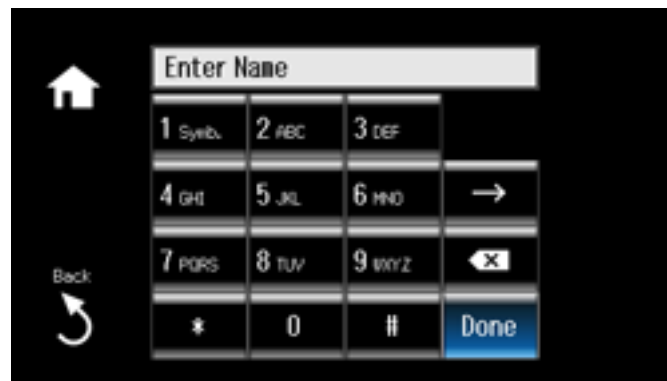 Enter Name
1 Symb. 2 ABC 3 DEF
4 GHI 5 JKL 6 MNO →
7 PQRS 8 TUV 9 WXYZ
Back
* 0 # Done